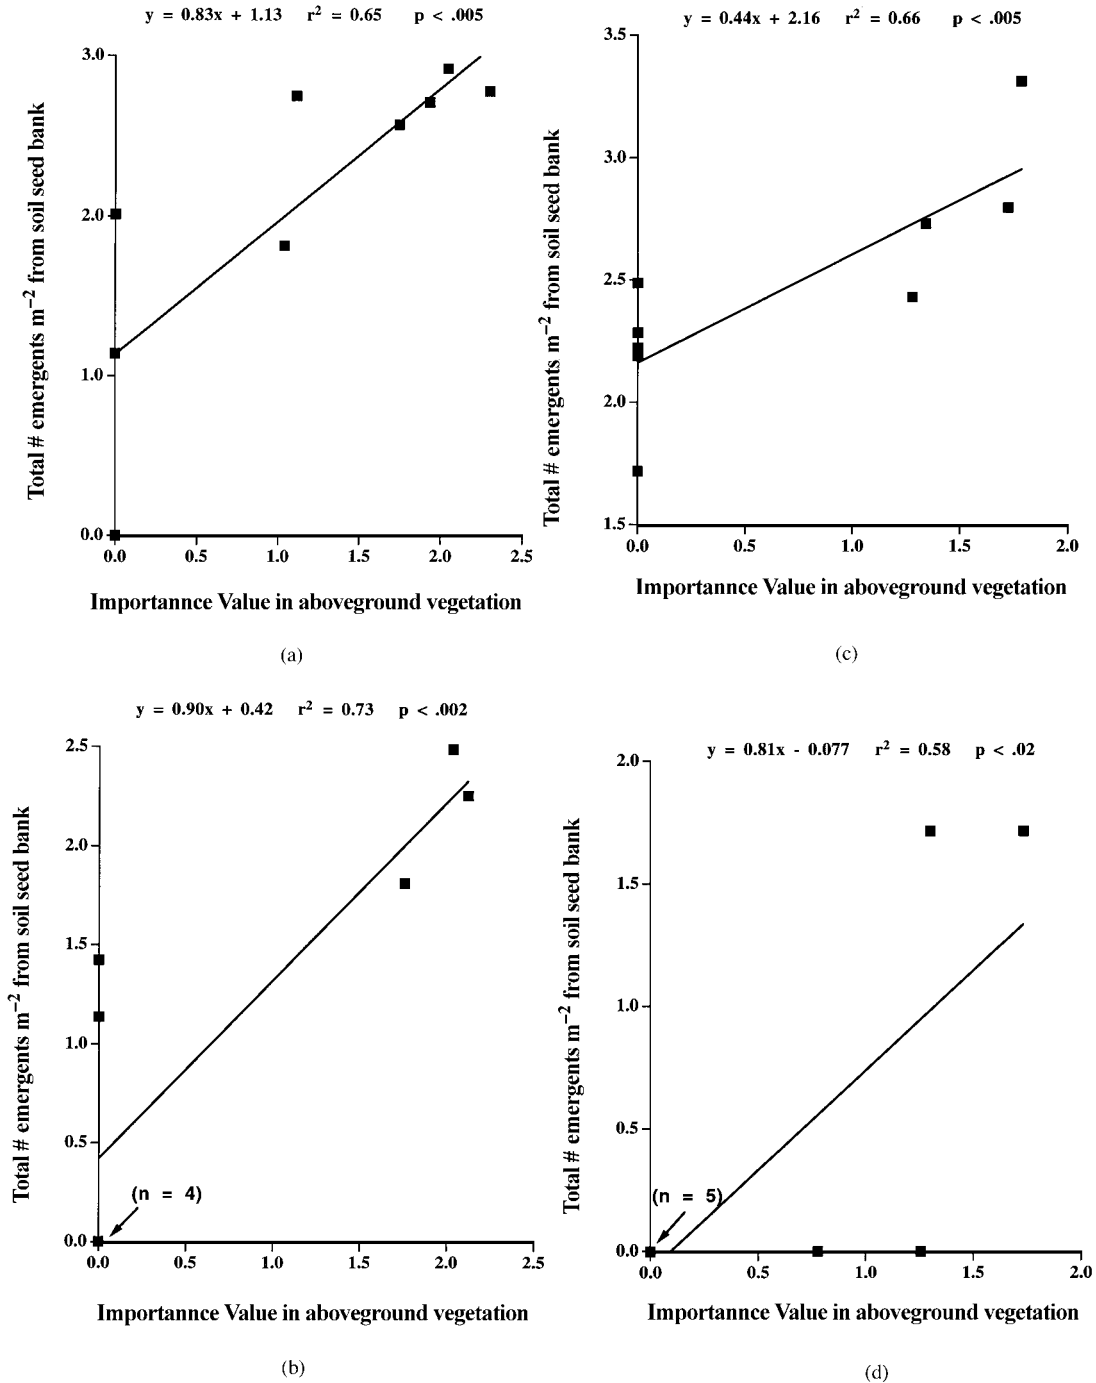 y = 0.83x + 1.13 r² = 0.65 p < .005
Total # emergents m⁻² from soil seed bank
3.0
2.0
1.0
0.0
0.0 0.5 1.0 1.5 2.0 2.5
Importannce Value in aboveground vegetation
(a)
y = 0.44x + 2.16 r² = 0.66 p < .005
Total # emergents m⁻² from soil seed bank
3.5
3.0
2.5
2.0
1.5
0.0 0.5 1.0 1.5 2.0
Importannce Value in aboveground vegetation
(c)
y = 0.90x + 0.42 r² = 0.73 p < .002
Total # emergents m⁻² from soil seed bank
2.5
2.0
1.5
1.0
0.5
0.0
(n = 4)
0.0 0.5 1.0 1.5 2.0 2.5
Importannce Value in aboveground vegetation
(b)
y = 0.81x - 0.077 r² = 0.58 p < .02
Total # emergents m⁻² from soil seed bank
2.0
1.5
1.0
0.5
0.0
(n = 5)
0.0 0.5 1.0 1.5 2.0
Importannce Value in aboveground vegetation
(d)